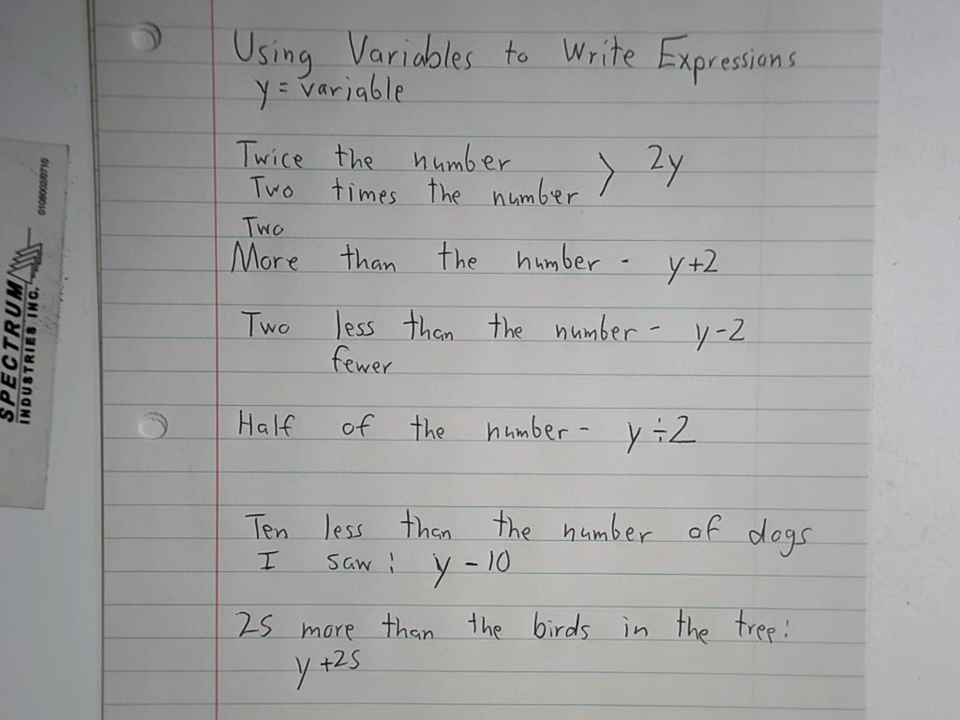 Using Variables to Write Expressions
y = variable
Twice the number
Two times the number > 2y
Two
More than the number - y+2
Two less than the number - y-2
fewer
Half of the number - y÷2
Ten less than the number of dogs
I saw: y - 10
25 more than the birds in the tree:
y +25
SPECTRUM
INDUSTRIES INC.